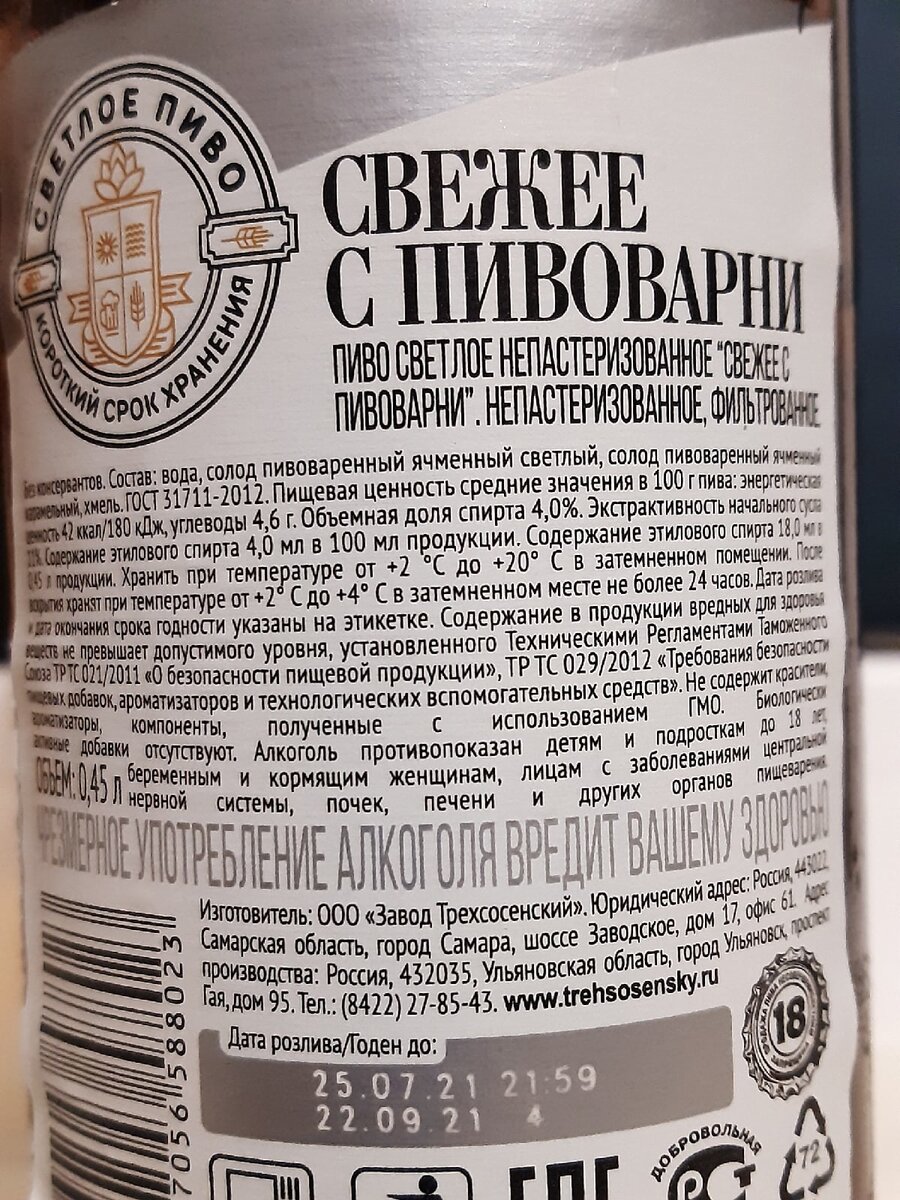 СВЕТЛОЕ ПИВО
КОРОТКИЙ СРОК ХРАНЕНИЯ
СВЕЖЕЕ
С ПИВОВАРНИ
ПИВО СВЕТЛОЕ НЕПАСТЕРИЗОВАННОЕ "СВЕЖЕЕ С
ПИВОВАРНИ". НЕПАСТЕРИЗОВАННОЕ, ФИЛЬТРОВАННОЕ
Без консервантов. Состав: вода, солод пивоваренный ячменный светлый, солод пивоваренный ячменный
карамельный, хмель. ГОСТ 31711-2012. Пищевая ценность средние значения в 100 г пива: энергетическая
ценность 42 ккал/180 кДж, углеводы 4,6 г. Объемная доля спирта 4,0%. Экстрактивность начального сусла
Содержание этилового спирта 4,0 мл в 100 мл продукции. Содержание этилового спирта 18,0 мл в
0,45 л продукции. Хранить при температуре от +2 °С до +20° С в затемненном помещении. После
вскрытия хранят при температуре от +2° С до +4° С в затемненном месте не более 24 часов. Дата розлива
и дата окончания срока годности указаны на этикетке. Содержание в продукции вредных для здоровья
веществ не превышает допустимого уровня, установленного Техническими Регламентами Таможенного
Союза ТР ТС 021/2011 «О безопасности пищевой продукции», ТР ТС 029/2012 «Требования безопасности
пищевых добавок, ароматизаторов и технологических вспомогательных средств». Не содержит красители,
ароматизаторы, компоненты, полученные с использованием ГМО. Биологически
активные добавки отсутствуют. Алкоголь противопоказан детям и подросткам до 18 лет,
беременным и кормящим женщинам, лицам с заболеваниями центральной
ОБЪЕМ: 0,45 л нервной системы, почек, печени и других органов пищеварения.
ЧРЕЗМЕРНОЕ УПОТРЕБЛЕНИЕ АЛКОГОЛЯ ВРЕДИТ ВАШЕМУ ЗДОРОВЬЮ
Изготовитель: ООО «Завод Трехсосенский». Юридический адрес: Россия, 443022,
Самарская область, город Самара, шоссе Заводское, дом 17, офис 61. Адрес
производства: Россия, 432035, Ульяновская область, город Ульяновск, проспект
Гая, дом 95. Тел.: (8422) 27-85-43. www.trehsosensky.ru
18
Дата розлива/Годен до:
25.07.21 21:59
22.09.21 4
7056588023
ДОБРОВОЛЬНАЯ
РСТ
72